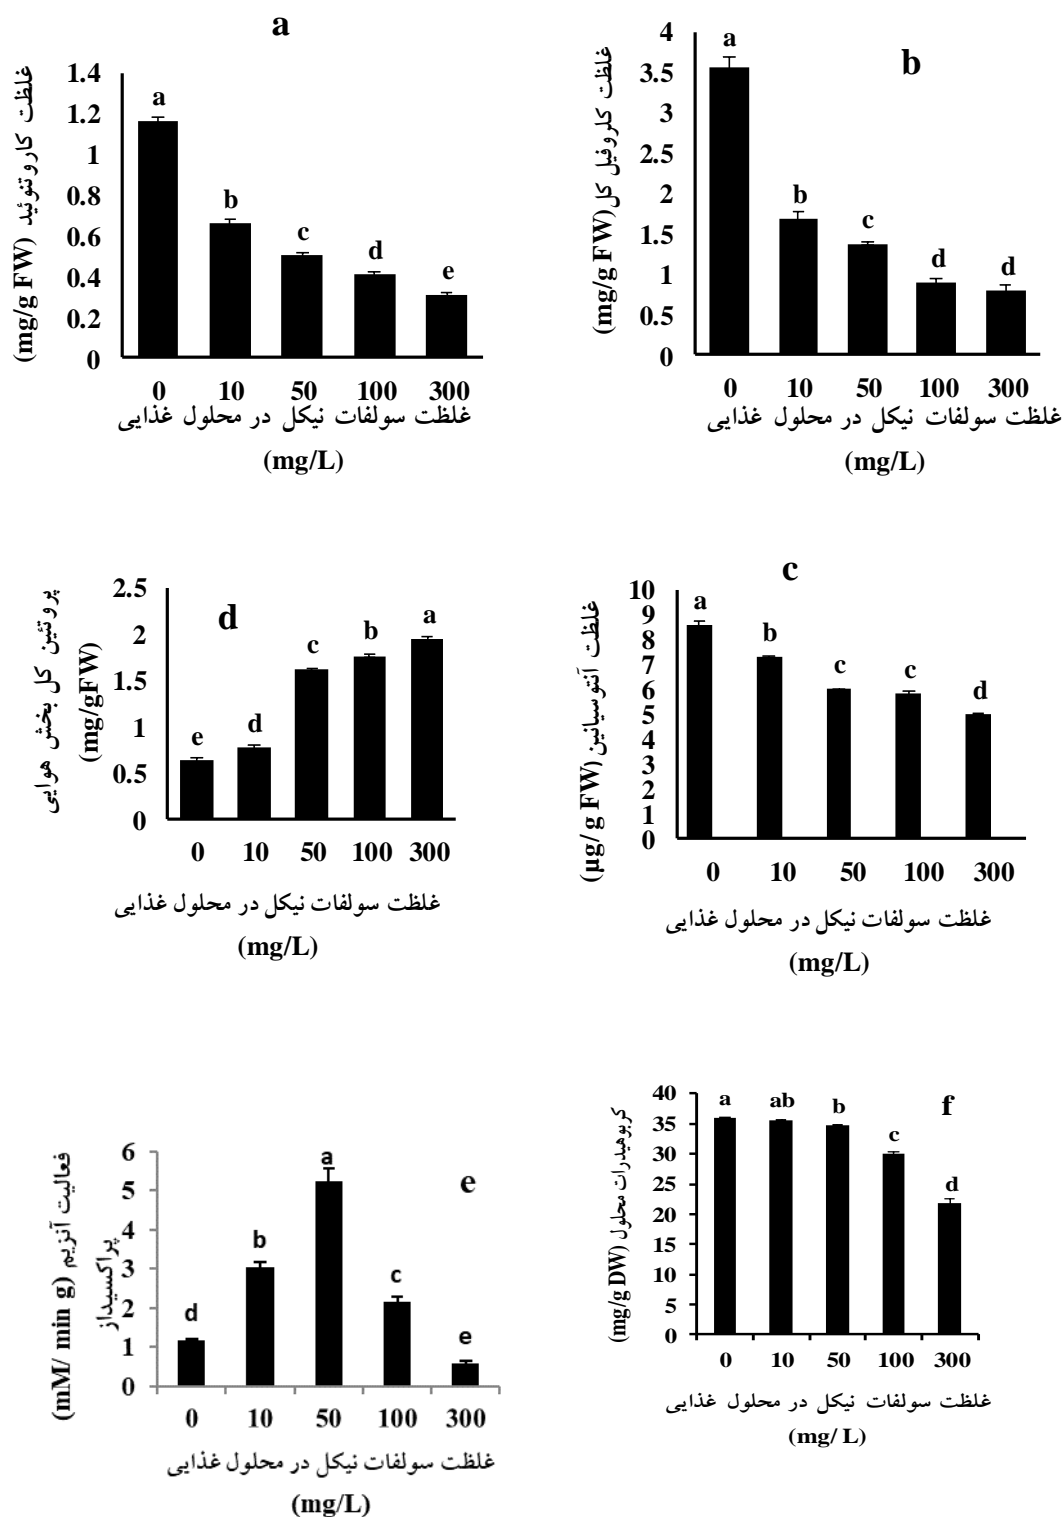 a
غلظت کاروتنوئید
(mg/g FW)
1.4
1.2
1
0.8
0.6
0.4
0.2
0
a
b
c
d
e
0 10 50 100 300
غلظت سولفات نیکل در محلول غذایی
(mg/L)
b
غلظت کلروفیل کل
(mg/g FW)
4
3.5
3
2.5
2
1.5
1
0.5
0
a
b
c
d
d
0 10 50 100 300
غلظت سولفات نیکل در محلول غذایی
(mg/L)
d
پروتئین کل بخش هوایی
(mg/gFW)
2.5
2
1.5
1
0.5
0
e
d
c
b
a
0 10 50 100 300
غلظت سولفات نیکل در محلول غذایی
(mg/L)
c
غلظت آنتوسیانین
(µg/ g FW)
10
9
8
7
6
5
4
3
2
1
0
a
b
c
c
d
0 10 50 100 300
غلظت سولفات نیکل در محلول غذایی
(mg/L)
e
فعالیت آنزیم
پراکسیداز
(mM/ min g)
6
5
4
3
2
1
0
d
b
a
c
e
0 10 50 100 300
غلظت سولفات نیکل در محلول غذایی
(mg/L)
f
کربوهیدرات محلول
(mg/g DW)
40
35
30
25
20
15
10
5
0
a
ab
b
c
d
0 10 50 100 300
غلظت سولفات نیکل در محلول غذایی
(mg/ L)